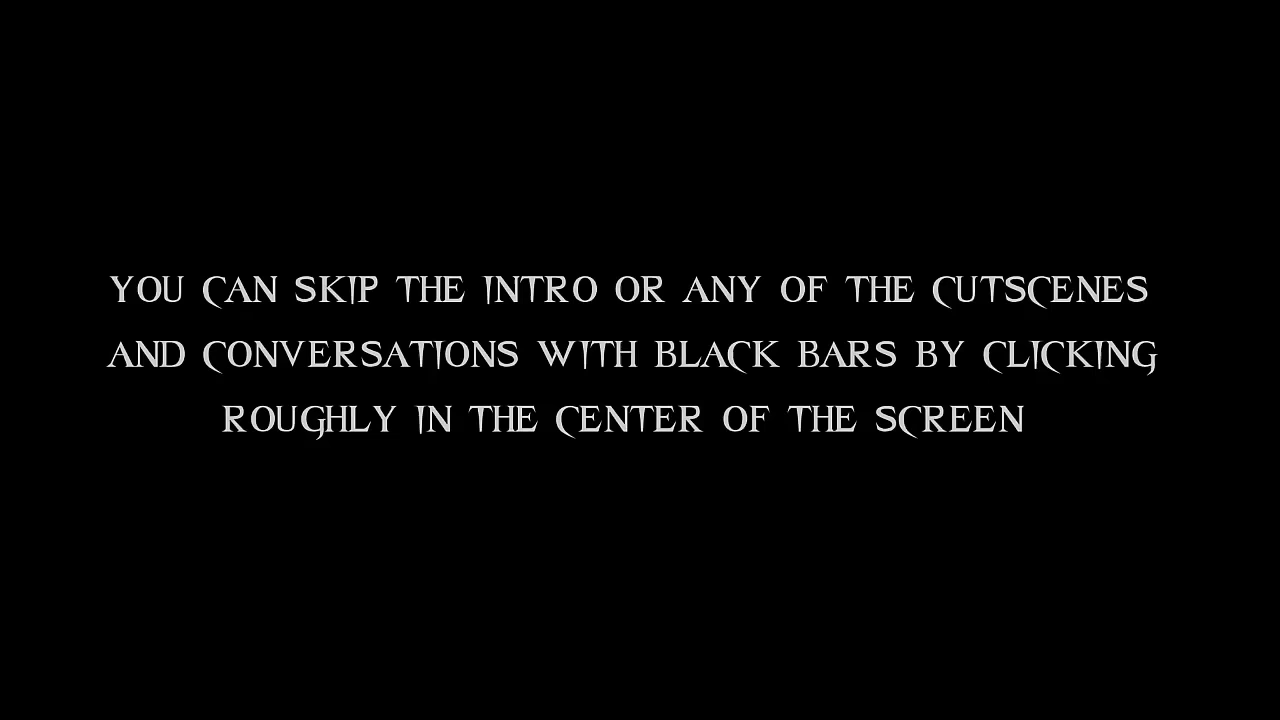 YOU CAN SKIP THE INTRO OR ANY OF THE CUTSCENES
AND CONVERSATIONS WITH BLACK BARS BY CLICKING
ROUGHLY IN THE CENTER OF THE SCREEN